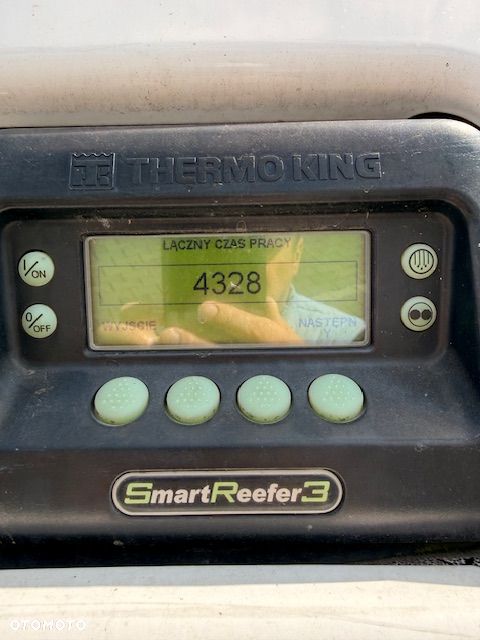 THERMO KING
ŁĄCZNY CZAS PRACY
I/ON
4328
0/OFF
WYJŚCIE
NASTĘPN
Y
SmartReefer3
OTOMOTO